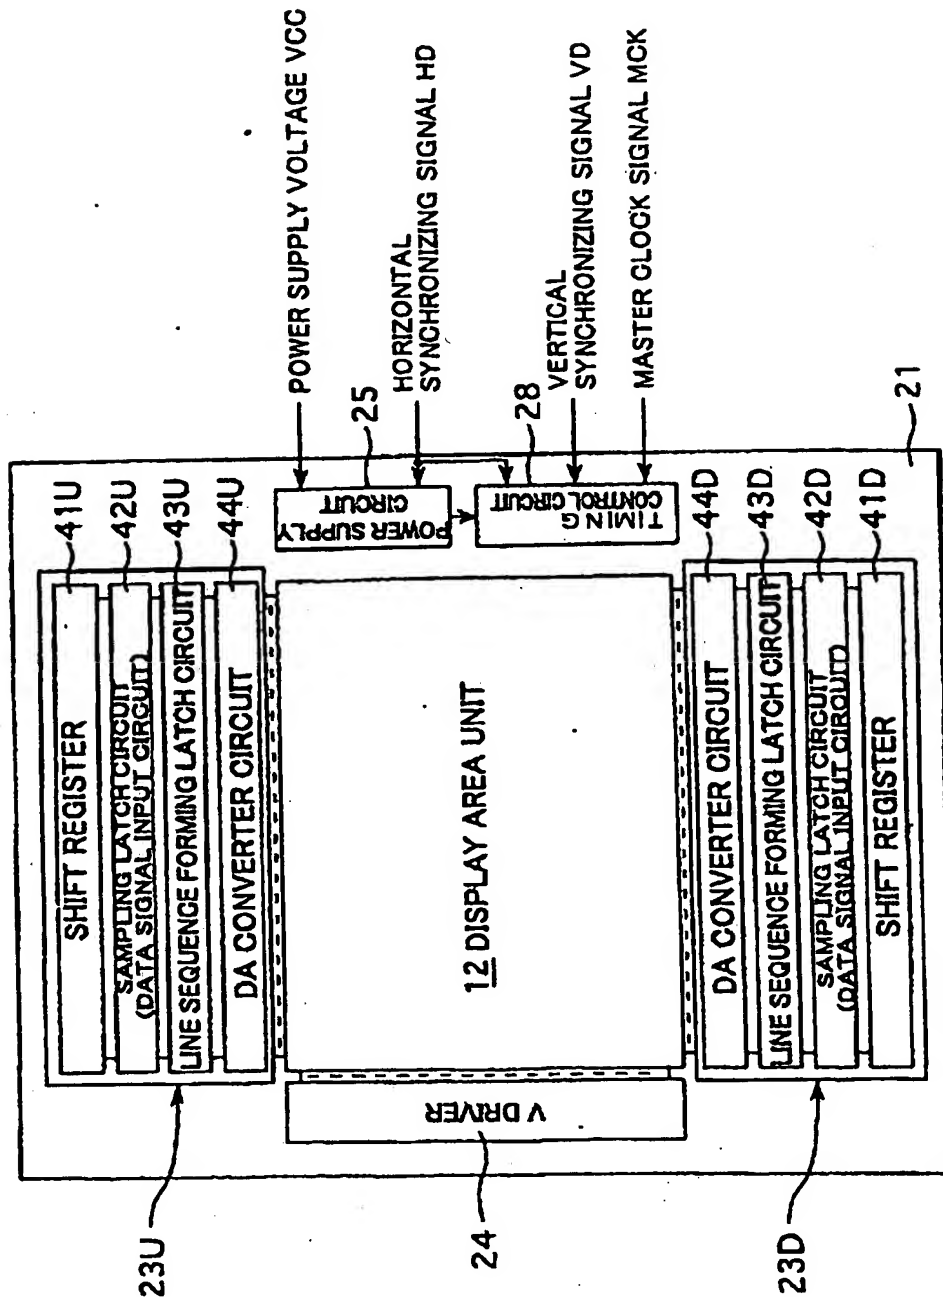 23U
41U
SHIFT REGISTER
42U
SAMPLING LATCH CIRCUIT
(DATA SIGNAL INPUT CIRCUIT)
43U
LINE SEQUENCE FORMING LATCH CIRCUIT
44U
DA CONVERTER CIRCUIT
POWER SUPPLY VOLTAGE VCC
25
POWER SUPPLY
CIRCUIT
HORIZONTAL
SYNCHRONIZING SIGNAL HD
28
TIMING
CONTROL CIRCUIT
VERTICAL
SYNCHRONIZING SIGNAL VD
MASTER CLOCK SIGNAL MCK
24
V DRIVER
12 DISPLAY AREA UNIT
44D
DA CONVERTER CIRCUIT
43D
LINE SEQUENCE FORMING LATCH CIRCUIT
42D
SAMPLING LATCH CIRCUIT
(DATA SIGNAL INPUT CIRCUIT)
41D
SHIFT REGISTER
23D
21